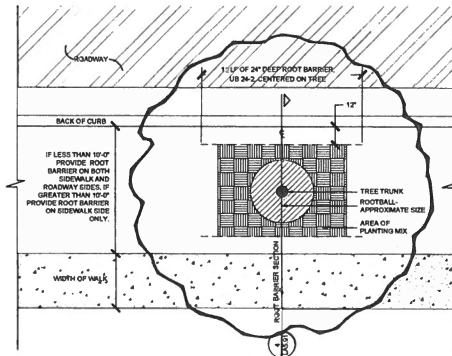 ROADWAY
12 LF OF 24" DEEP ROOT BARRIER,
UB 24-2, CENTERED ON TREE
12"
BACK OF CURB
IF LESS THAN 10'-0"
PROVIDE ROOT
BARRIER ON BOTH
SIDEWALK AND
ROADWAY SIDES. IF
GREATER THAN 10'-0"
PROVIDE ROOT BARRIER
ON SIDEWALK SIDE
ONLY.
TREE TRUNK
ROOTBALL-
APPROXIMATE SIZE
AREA OF
PLANTING MIX
WIDTH OF WALK
ROOT BARRIER SECTION
4